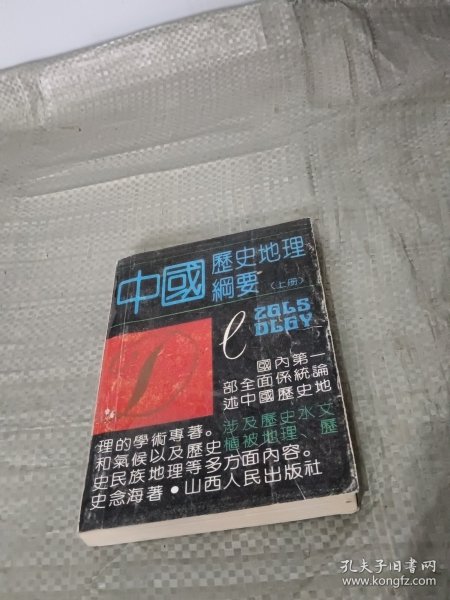 中國 歷史地理
綱要（上册）
ZGLS
DLGY
國內第一
部全面係統論
述中國歷史地
理的學術專著。涉及歷史水文
和氣候以及歷史植被地理 歷
史民族地理等多方面內容。
史念海著•山西人民出版社
孔夫子旧书网
www.kongfz.com